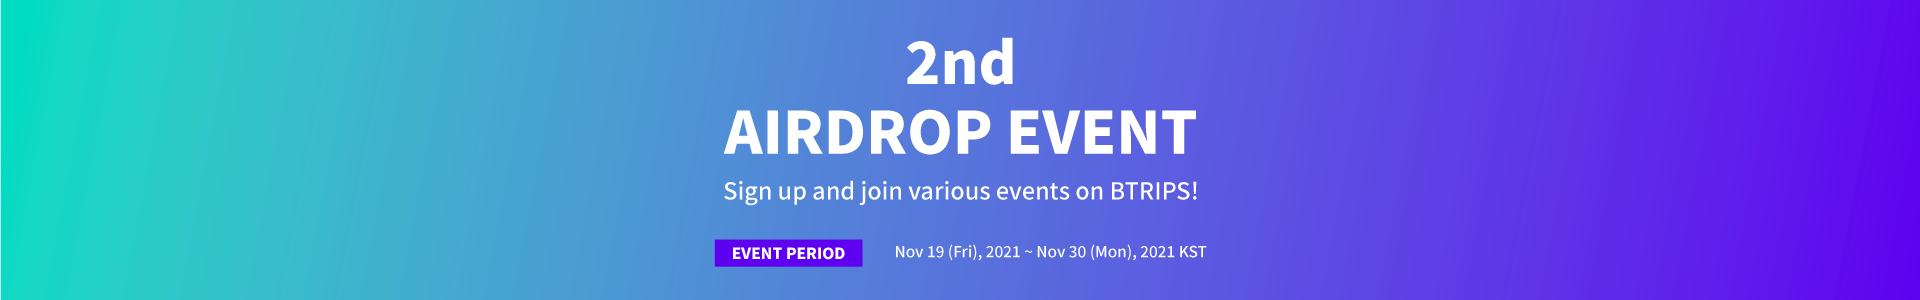 2nd
AIRDROP EVENT
Sign up and join various events on BTRIPS!
EVENT PERIOD Nov 19 (Fri), 2021 ~ Nov 30 (Mon), 2021 KST